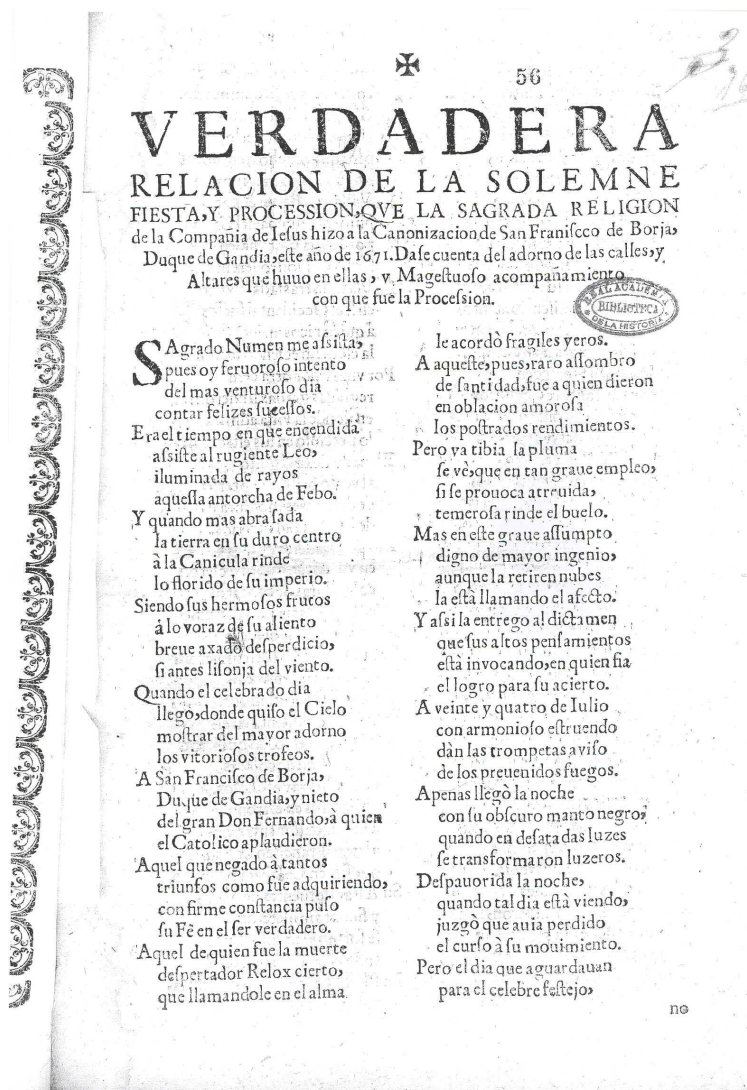 56
VERDADERA
RELACION DE LA SOLEMNE
FIESTA, Y PROCESSION, QVE LA SAGRADA RELIGION
de la Compañia de Iesus hizo a la Canonizacion de San Franiscco de Borja,
Duque de Gandia, este año de 1671. Dase cuenta del adorno de las calles, y
Altares que huuo en ellas, y Magestuoso acompañamiento
con que fue la Procession.
REAL ACADEMIA
BIBLIOTECA
DE LA HISTORIA
SAgrado Numen me assista,
pues oy feruoroso intento
del mas venturoso dia
contar felizes sucessos.
Era el tiempo en que encendida
assiste al rugiente Leo,
iluminada de rayos
aquessa antorcha de Febo.
Y quando mas abrasada
la tierra en su duro centro
à la Canicula rinde
lo florido de su imperio.
Siendo sus hermosos frutos
á lo voraz de su aliento
breue axado desperdicio,
si antes lisonja del viento.
Quando el celebrado dia
llegò, donde quiso el Cielo
mostrar del mayor adorno
los vitoriosos trofeos.
A San Francisco de Borja,
Duque de Gandia, y nieto
del gran Don Fernando, à quien
el Catolico aplaudieron.
Aquel que negado à tantos
triunfos como fue adquiriendo,
con firme constancia puso
su Fè en el ser verdadero.
Aquel de quien fue la muerte
despertador Relox cierto,
que llamandole en el alma
le acordò fragiles yeros.
A aqueste, pues, raro assombro
de santidad, fue a quien dieron
en oblacion amorosa
los postrados rendimientos.
Pero ya tibia la pluma
se vè, que en tan graue empleo,
si se prouoca atreuida,
temerosa rinde el buelo.
Mas en este graue assumpto
digno de mayor ingenio,
aunque la retiren nubes
la està llamando el afecto.
Y assi la entrego al dictamen
que sus altos pensamientos
està invocando, en quien fia
el logro para su acierto.
A veinte y quatro de Iulio
con armonioso estruendo
dàn las trompetas aviso
de los preuenidos fuegos.
Apenas llegò la noche
con su obscuro manto negro,
quando en desatadas luzes
se transformaron luzeros.
Despauorida la noche,
quando tal dia està viendo,
juzgò que auia perdido
el curso à su mouimiento.
Pero el dia que aguardauan
para el celebre festejo,
no